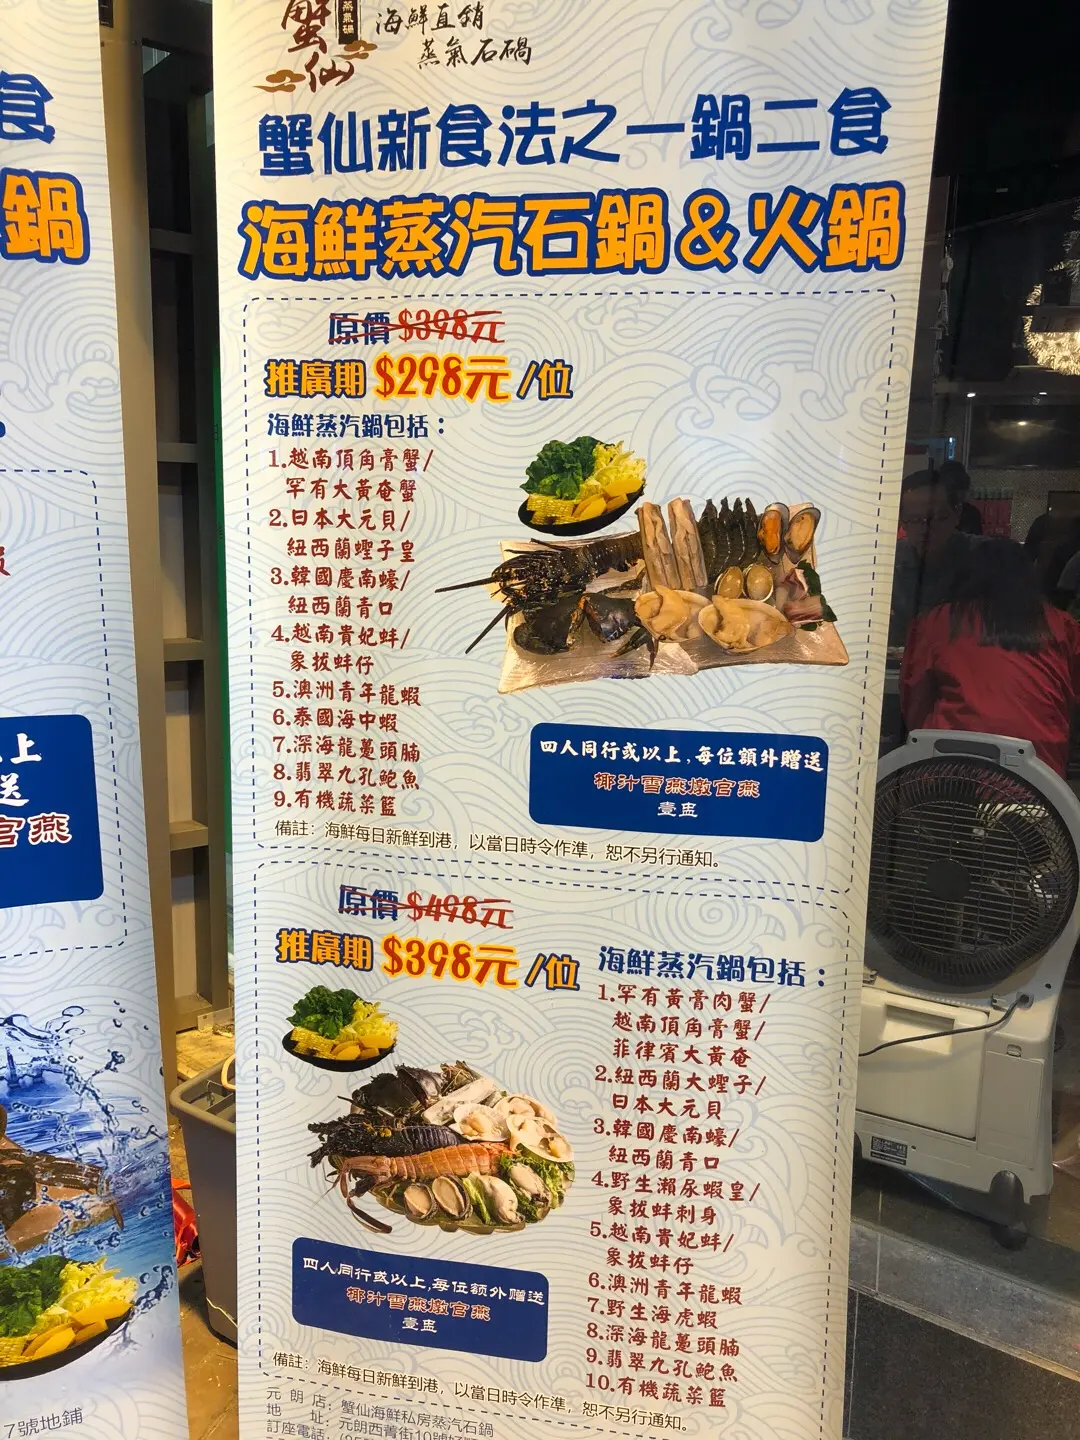 蟹仙
蒸氣鍋
海鮮直銷
蒸氣石鍋
蟹仙新食法之一鍋二食
海鮮蒸汽石鍋&火鍋
原價$398元
推廣期$298元/位
海鮮蒸汽鍋包括：
1.越南頂角膏蟹/
罕有大黃奄蟹
2.日本大元貝/
紐西蘭蟶子皇
3.韓國慶南蠔/
紐西蘭青口
4.越南貴妃蚌/
象拔蚌仔
5.澳洲青年龍蝦
6.泰國海中蝦
7.深海龍躉頭腩
8.翡翠九孔鮑魚
9.有機蔬菜籃
四人同行或以上,每位額外贈送
椰汁雪燕燉官燕
壹盅
備註：海鮮每日新鮮到港，以當日時令作準，恕不另行通知。
原價$498元
推廣期$398元/位
海鮮蒸汽鍋包括：
1.罕有黃膏肉蟹/
越南頂角膏蟹/
菲律賓大黃奄
2.紐西蘭大蟶子/
日本大元貝
3.韓國慶南蠔/
紐西蘭青口
4.野生瀨尿蝦皇/
象拔蚌刺身
5.越南貴妃蚌/
象拔蚌仔
6.澳洲青年龍蝦
7.野生海虎蝦
8.深海龍躉頭腩
9.翡翠九孔鮑魚
10.有機蔬菜籃
四人同行或以上,每位额外贈送
椰汁雪燕燉官燕
壹盅
備註：海鮮每日新鮮到港，以當日時令作準，恕不另行通知。
元朗店：蟹仙海鮮私房蒸汽石鍋
地址：元朗西菁街10號好
訂座電話：
食
鍋
上
送
官燕
7號地鋪